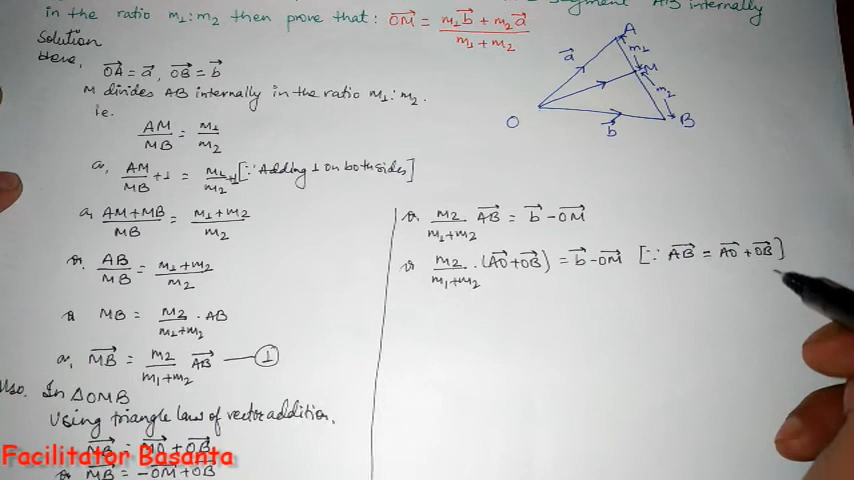 segment AB internally
in the ratio m₁:m₂ then prove that: OM⃗ = (m₁b⃗ + m₂a⃗)/(m₁+m₂)
Solution
Here,
OA⃗ = a⃗, OB⃗ = b⃗
M divides AB internally in the ratio m₁:m₂.
i.e.
AM/MB = m₁/m₂
or, AM/MB + 1 = m₁/m₂ + 1 [∵ Adding 1 on both sides]
or, (AM+MB)/MB = (m₁+m₂)/m₂
or, AB/MB = (m₁+m₂)/m₂
or, MB = m₂/(m₁+m₂) · AB
or, MB⃗ = m₂/(m₁+m₂) AB⃗ —— ①
Also, In ΔOMB
Using triangle law of vector addition.
MB⃗ = MO⃗ + OB⃗
or MB⃗ = -OM⃗ + OB⃗
or m₂/(m₁+m₂) AB⃗ = b⃗ - OM⃗
or m₂/(m₁+m₂) · (AO⃗ + OB⃗) = b⃗ - OM⃗ [∵ AB⃗ = AO⃗ + OB⃗]
A
a⃗
m₁
M
m₂
O
B
b⃗
Facilitator Basanta